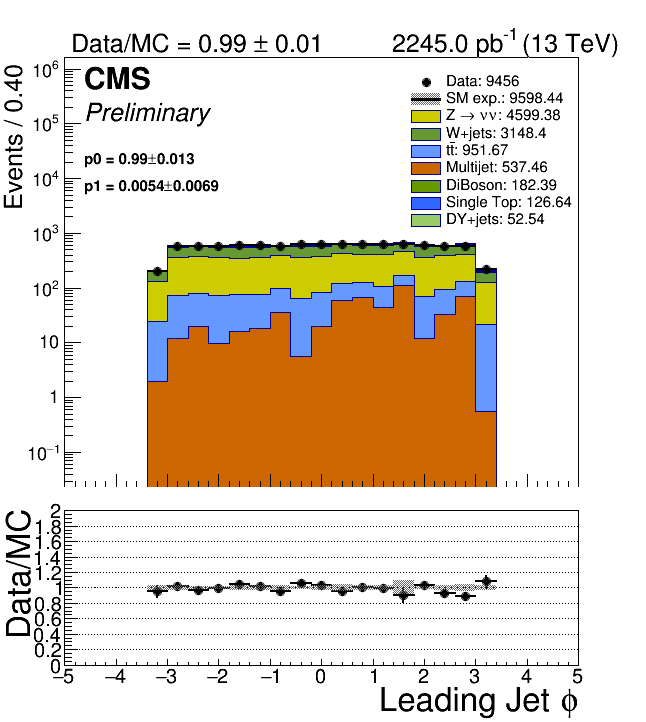 Data/MC = 0.99 ± 0.01 2245.0 pb⁻¹ (13 TeV)
CMS
Preliminary
p0 = 0.99±0.013
p1 = 0.0054±0.0069
Data: 9456
SM exp.: 9598.44
Z → νν: 4599.38
W+jets: 3148.4
tt̄: 951.67
Multijet: 537.46
DiBoson: 182.39
Single Top: 126.64
DY+jets: 52.54
Events / 0.40
10⁶
10⁵
10⁴
10³
10²
10
1
10⁻¹
Data/MC
2
1.8
1.6
1.4
1.2
1
0.8
0.6
0.4
0.2
0
−5 −4 −3 −2 −1 0 1 2 3 4 5
Leading Jet ϕ